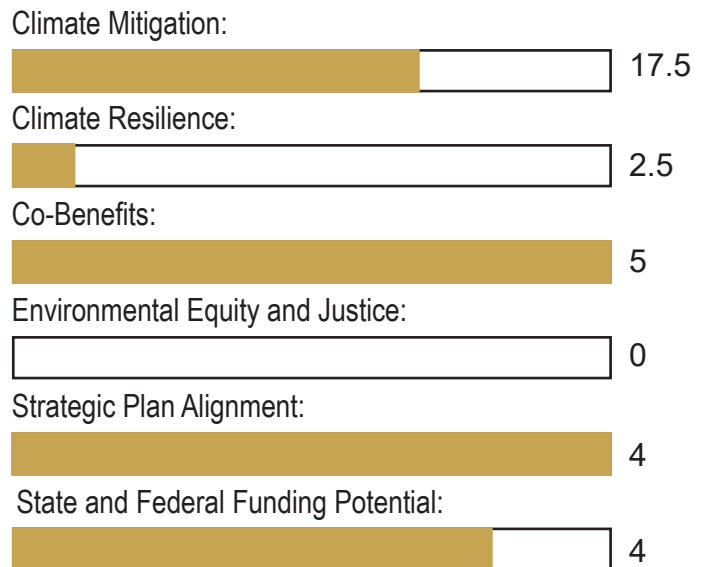 Climate Mitigation:
17.5
Climate Resilience:
2.5
Co-Benefits:
5
Environmental Equity and Justice:
0
Strategic Plan Alignment:
4
State and Federal Funding Potential:
4